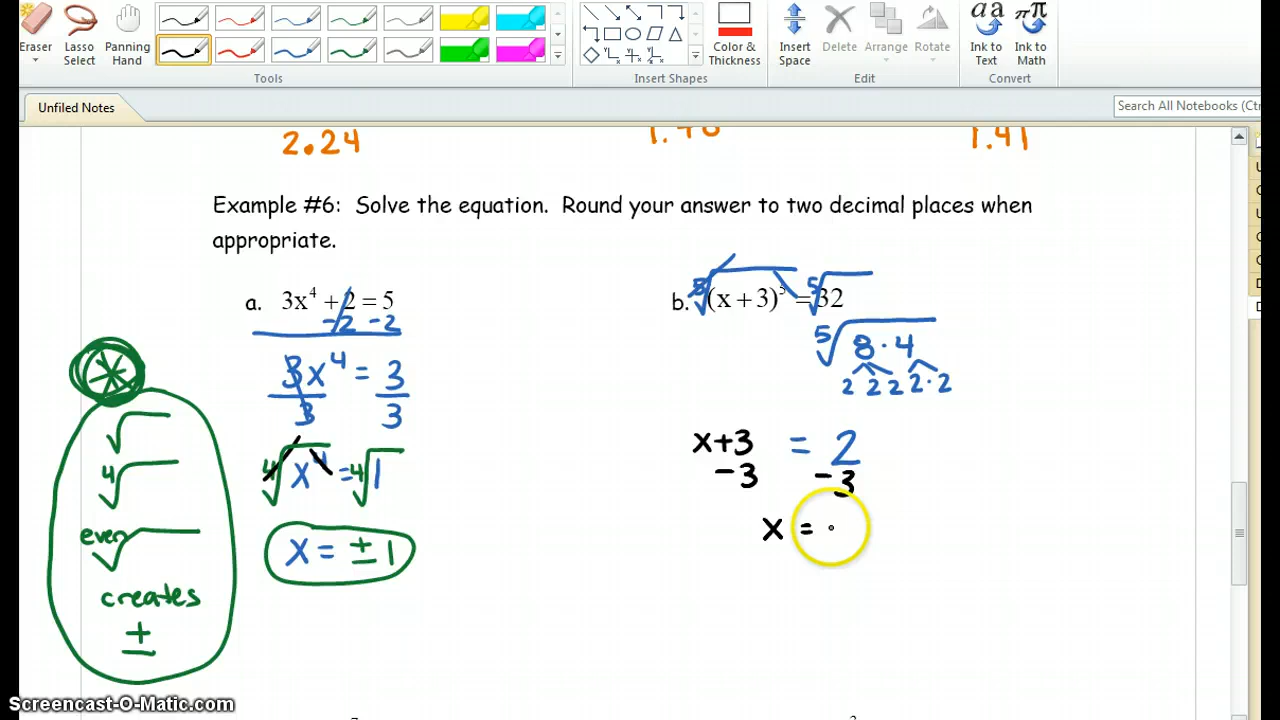 Eraser
Lasso Select
Panning Hand
Color & Thickness
Insert Space
Delete
Arrange
Rotate
aa
Ink to Text
ππ
Ink to Math
Tools
Insert Shapes
Edit
Convert
Unfiled Notes
Search All Notebooks (Ctr
2.24
1.41
Example #6: Solve the equation. Round your answer to two decimal places when
appropriate.
a. 3x⁴ + 2 = 5
-2 -2
3x⁴ = 3
3 3
⁴√x⁴ = ⁴√1
x = ± 1
b. ⁵√(x + 3)⁵ = ⁵√32
⁵√8 · 4
2 2 2 2 · 2
x+3 = 2
-3 -3
x =
*
√
⁴√
even√
creates
±
Screencast-O-Matic.com